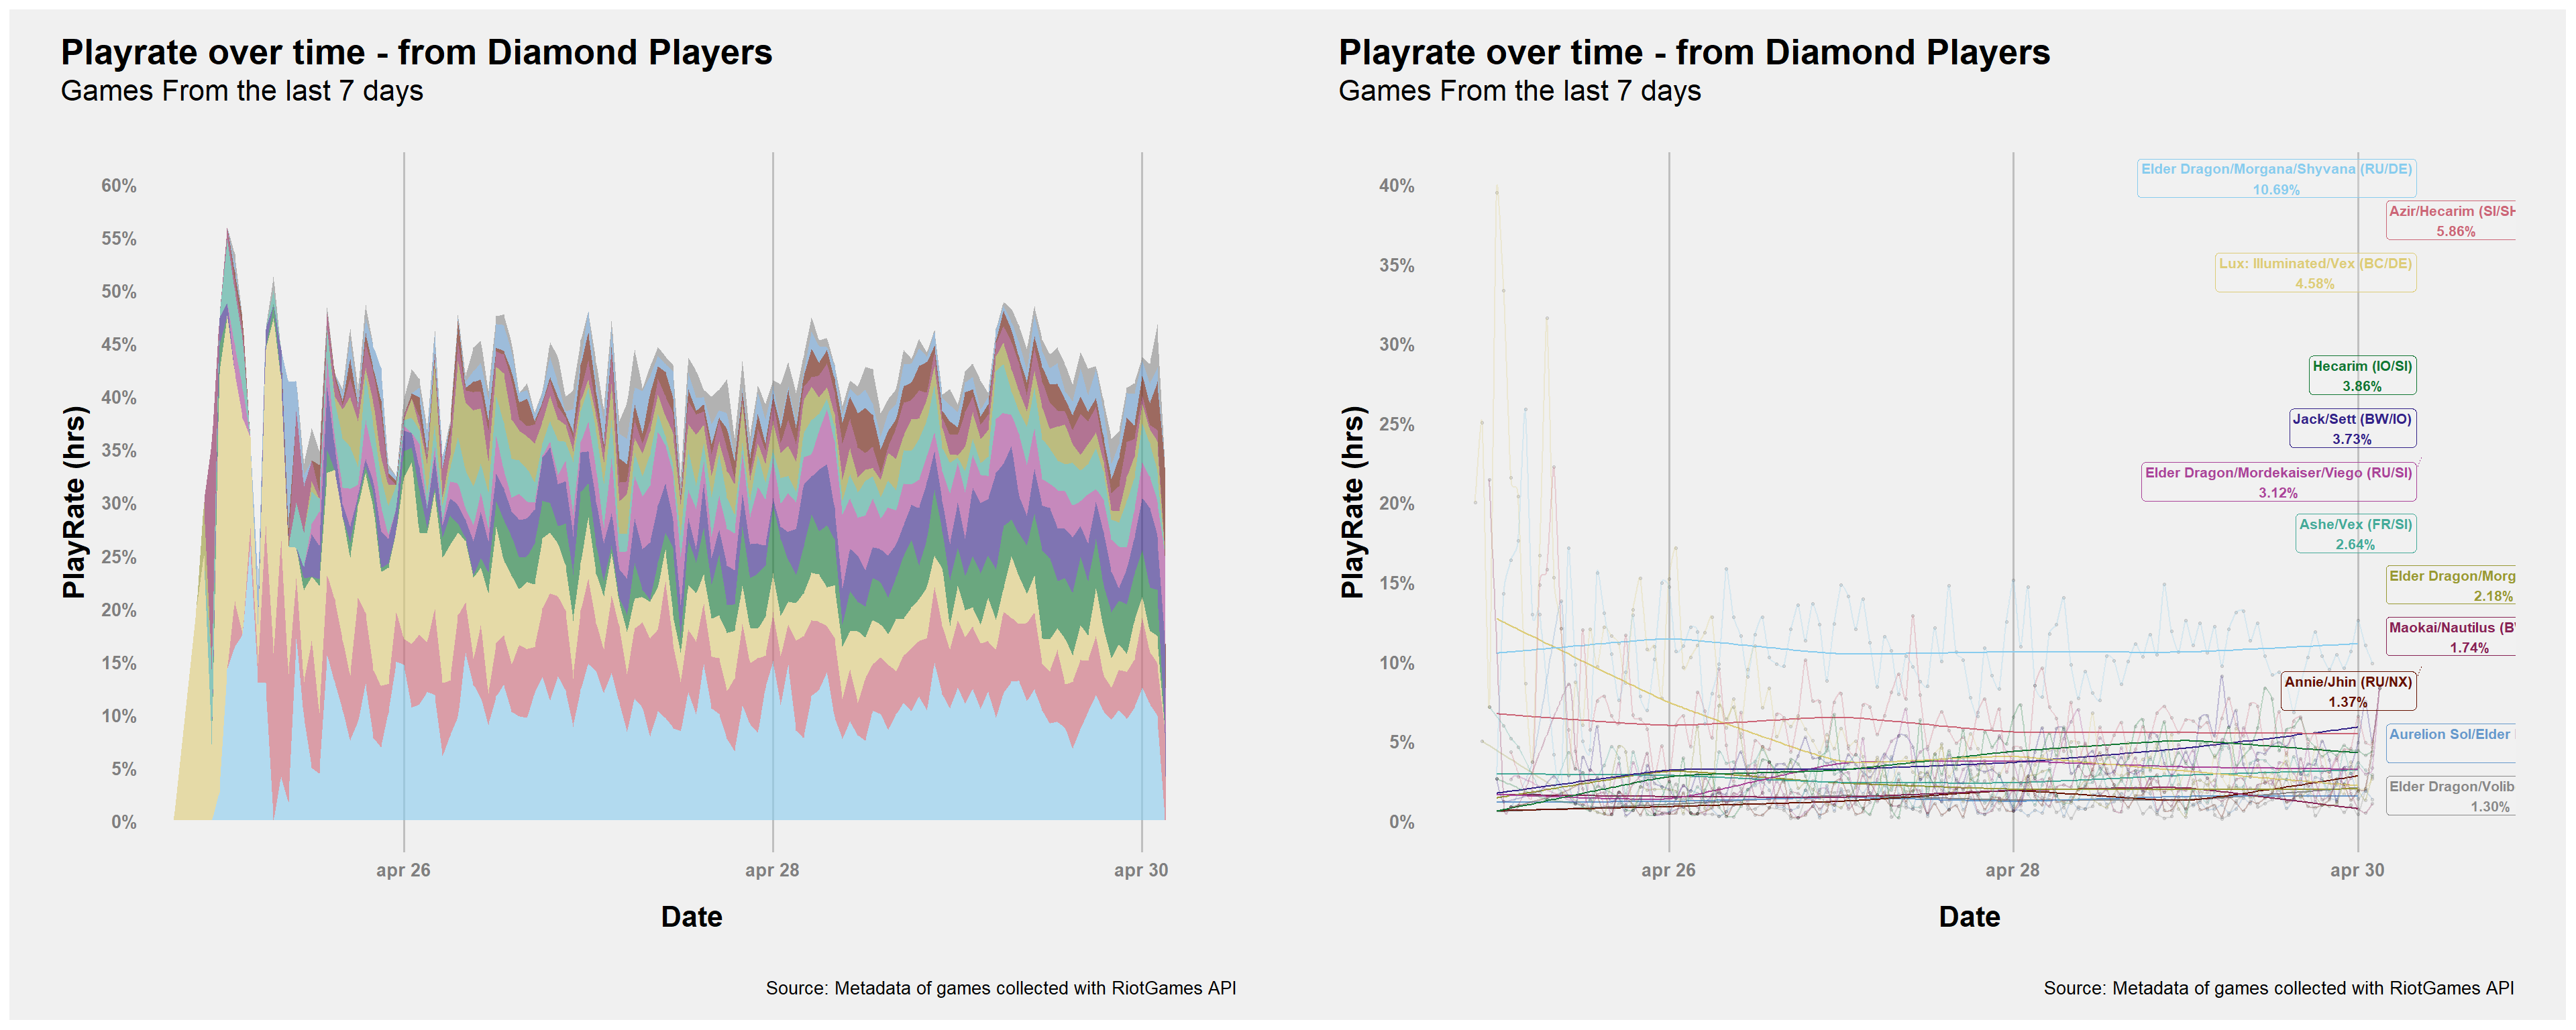 Playrate over time - from Diamond Players
Games From the last 7 days
60%
55%
50%
45%
40%
35%
30%
25%
20%
15%
10%
5%
0%
PlayRate (hrs)
apr 26
apr 28
apr 30
Date
Source: Metadata of games collected with RiotGames API
Playrate over time - from Diamond Players
Games From the last 7 days
40%
35%
30%
25%
20%
15%
10%
5%
0%
PlayRate (hrs)
Elder Dragon/Morgana/Shyvana (RU/DE)
10.69%
Azir/Hecarim (SI/SH
5.86%
Lux: Illuminated/Vex (BC/DE)
4.58%
Hecarim (IO/SI)
3.86%
Jack/Sett (BW/IO)
3.73%
Elder Dragon/Mordekaiser/Viego (RU/SI)
3.12%
Ashe/Vex (FR/SI)
2.64%
Elder Dragon/Morg
2.18%
Maokai/Nautilus (BW
1.74%
Annie/Jhin (RU/NX)
1.37%
Aurelion Sol/Elder
Elder Dragon/Volib
1.30%
apr 26
apr 28
apr 30
Date
Source: Metadata of games collected with RiotGames API